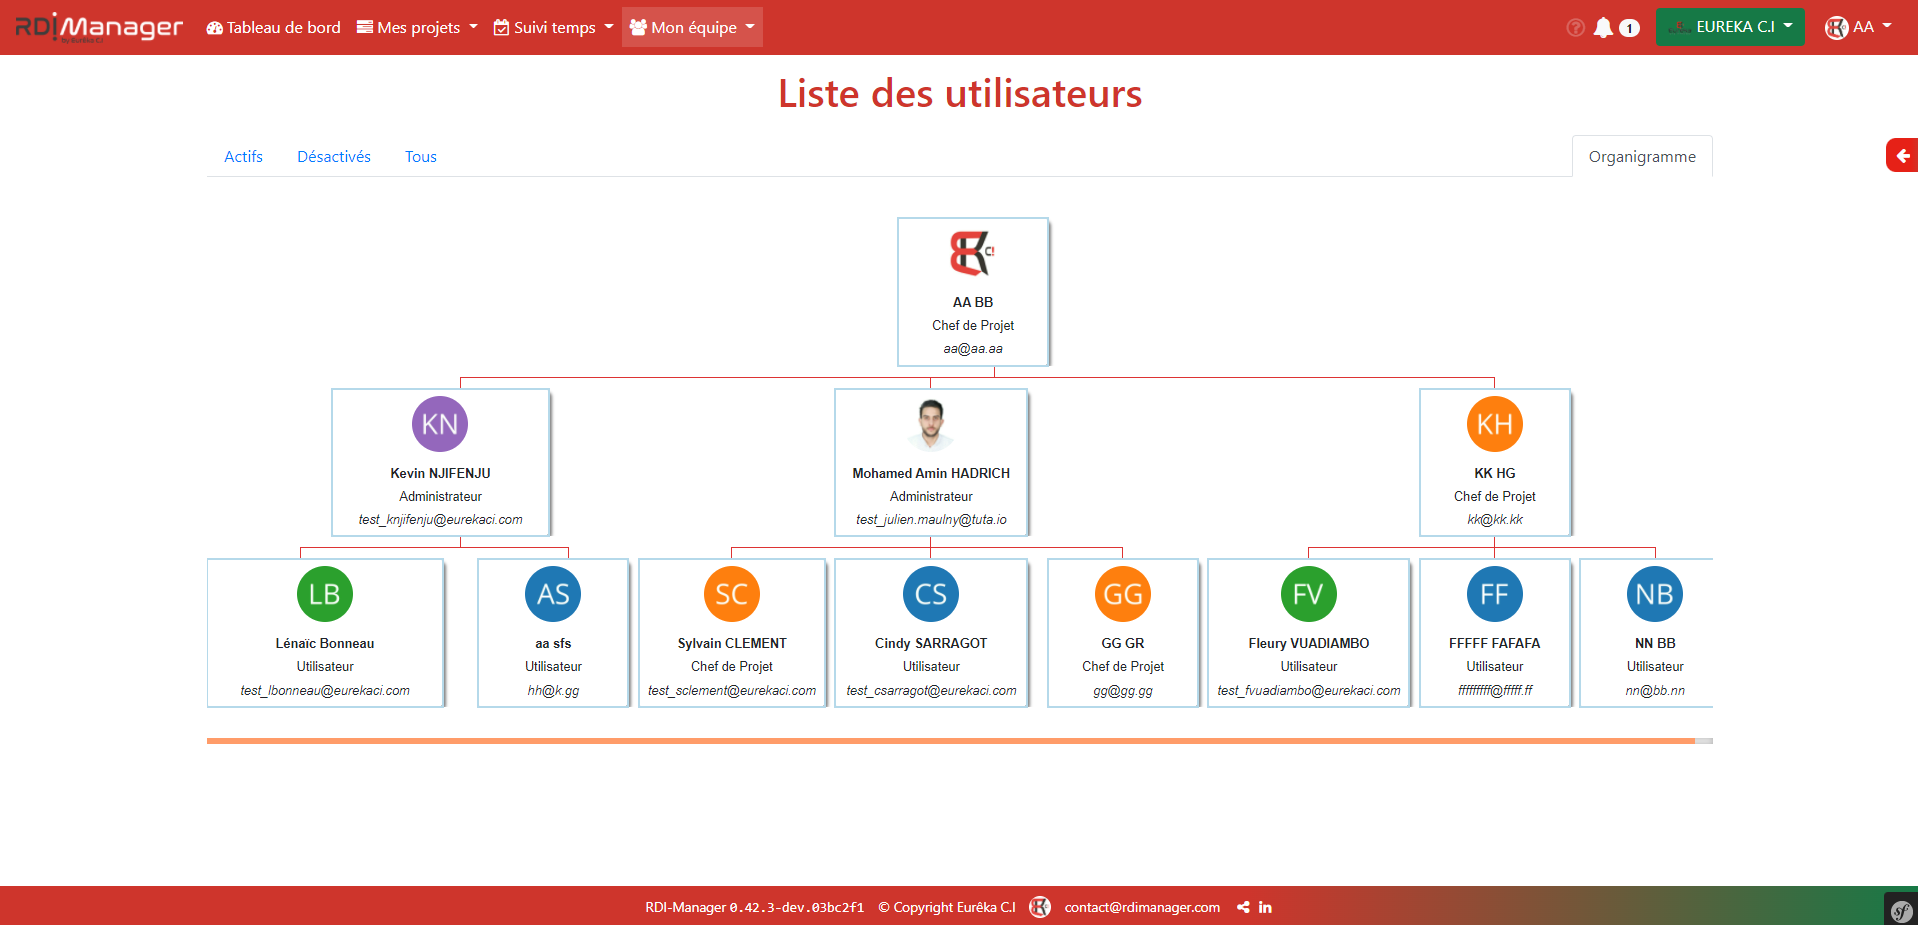 RDI Manager
by Eurêka C.I
Tableau de bord
Mes projets
Suivi temps
Mon équipe
1
EUREKA C.I
AA
Liste des utilisateurs
Actifs
Désactivés
Tous
Organigramme
C!
AA BB
Chef de Projet
aa@aa.aa
KN
Kevin NJIFENJU
Administrateur
test_knjifenju@eurekaci.com
Mohamed Amin HADRICH
Administrateur
test_julien.maulny@tuta.io
KH
KK HG
Chef de Projet
kk@kk.kk
LB
Lénaïc Bonneau
Utilisateur
test_lbonneau@eurekaci.com
AS
aa sfs
Utilisateur
hh@k.gg
SC
Sylvain CLEMENT
Chef de Projet
test_sclement@eurekaci.com
CS
Cindy SARRAGOT
Utilisateur
test_csarragot@eurekaci.com
GG
GG GR
Chef de Projet
gg@gg.gg
FV
Fleury VUADIAMBO
Utilisateur
test_fvuadiambo@eurekaci.com
FF
FFFFF FAFAFA
Utilisateur
NB
NN BB
Utilisateur
nn@bb.nn
RDI-Manager 0.42.3-dev.03bc2f1
© Copyright Eurêka C.I
contact@rdimanager.com
in
sf